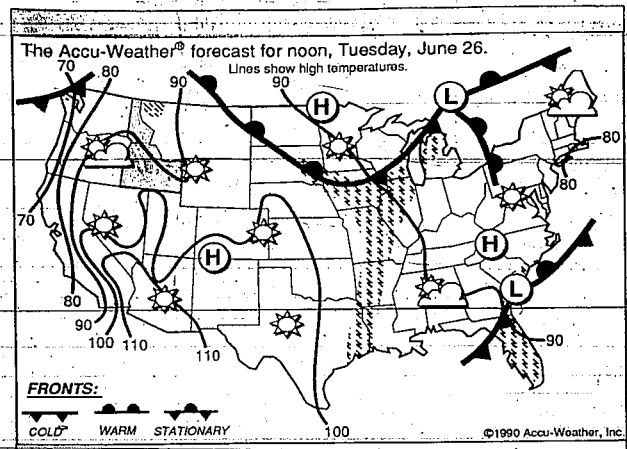 The Accu-Weather® forecast for noon, Tuesday, June 26.
Lines show high temperatures.
70
80
90
90
H
L
80
80
70
H
H
80
L
90
100
110
110
90
100
FRONTS:
COLD WARM STATIONARY
©1990 Accu-Weather, Inc.